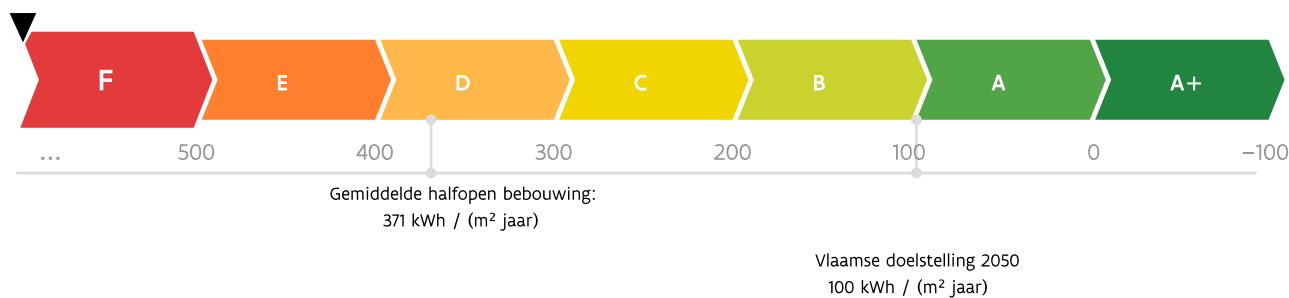 F E D C B A A+
... 500 400 300 200 100 0 –100
Gemiddelde halfopen bebouwing:
371 kWh / (m² jaar)
Vlaamse doelstelling 2050
100 kWh / (m² jaar)